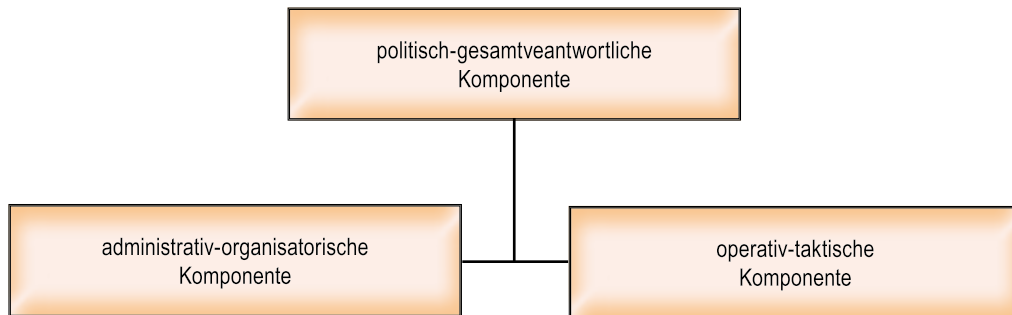 politisch-gesamtveantwortliche
Komponente
administrativ-organisatorische
Komponente
operativ-taktische
Komponente